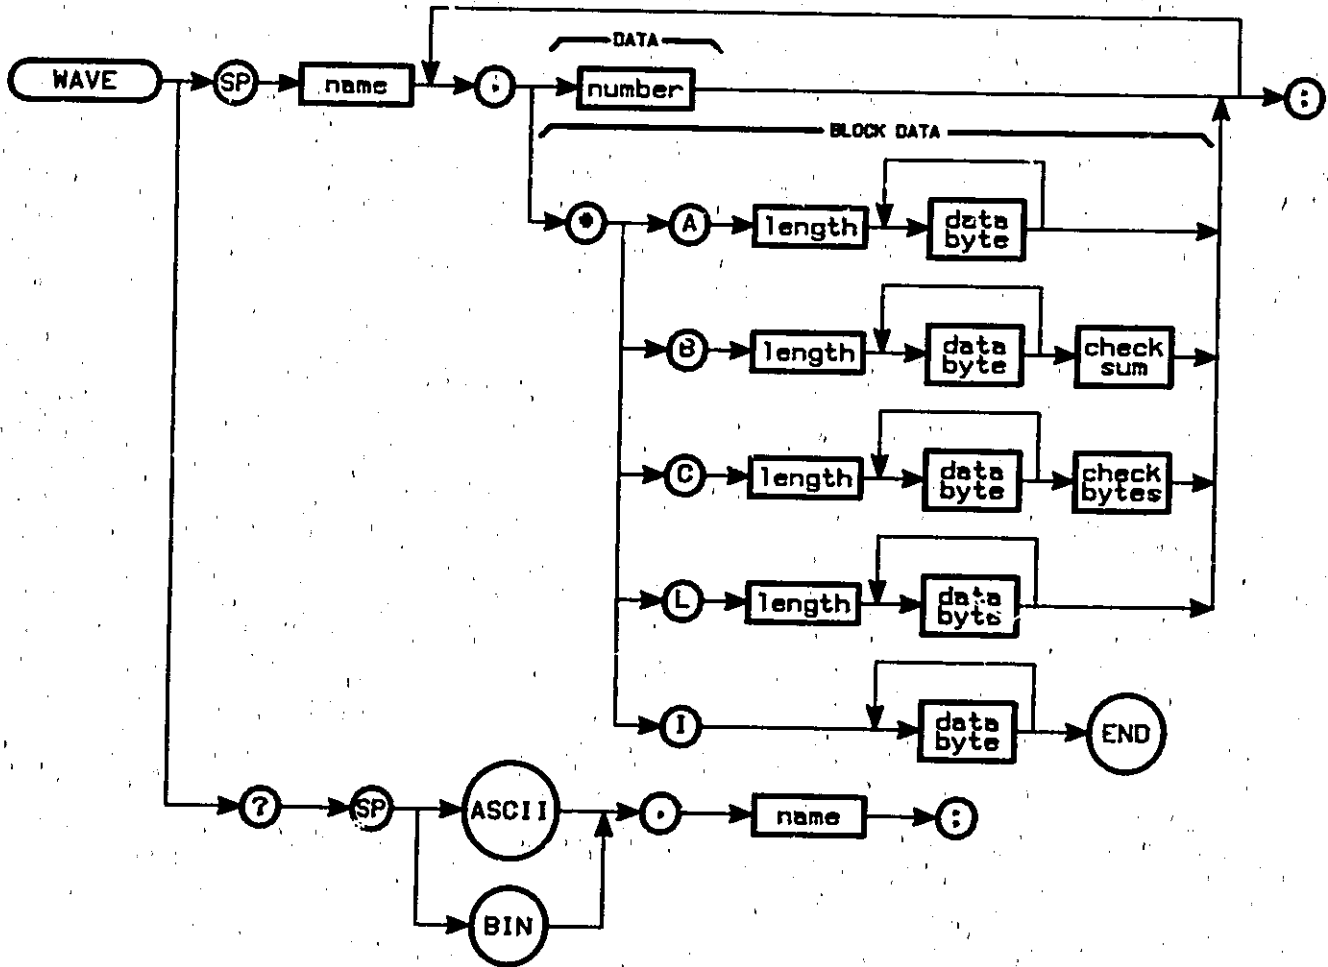 DATA
WAVE SP name ; number :
BLOCK DATA
* A length data byte
B length data byte check sum
C length data byte check bytes
L length data byte
I data byte END
? SP ASCII , name ;
BIN